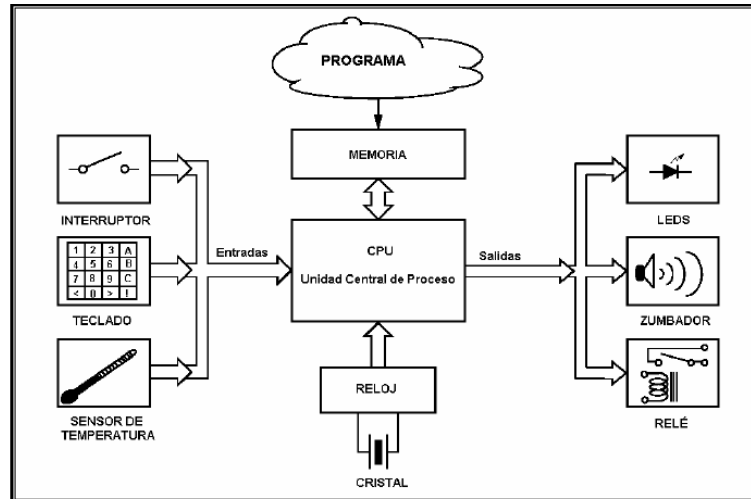 PROGRAMA
MEMORIA
INTERRUPTOR
Entradas
CPU
Unidad Central de Proceso
Salidas
LEDS
1 2 3 A
4 5 6 B
7 8 9 C
< 0 >
TECLADO
ZUMBADOR
SENSOR DE
TEMPERATURA
RELOJ
CRISTAL
RELÉ